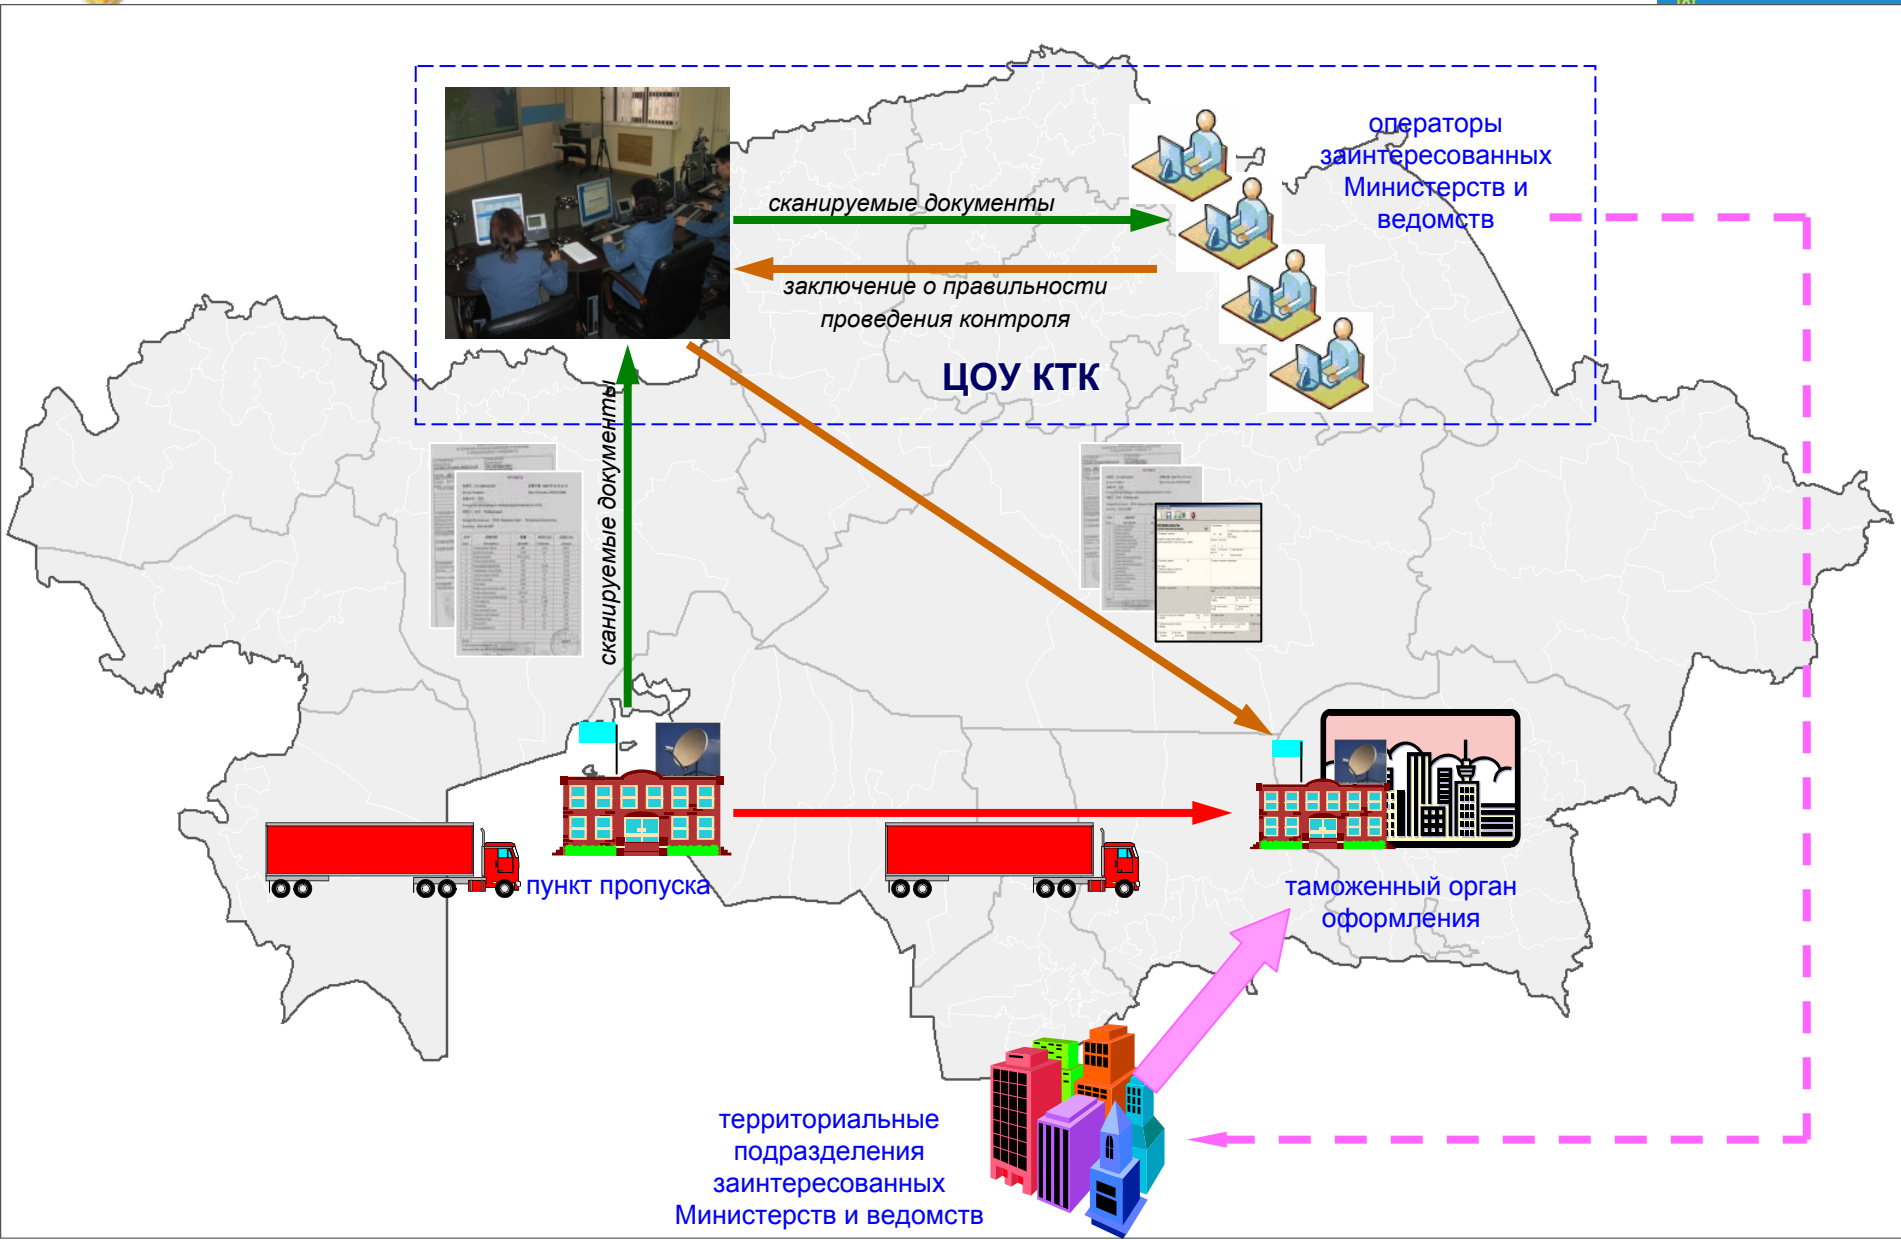 операторы
заинтересованных
Министерств и
ведомств
сканируемые документы
заключение о правильности
проведения контроля
ЦОУ КТК
сканируемые документы
пункт пропуска
таможенный орган
оформления
территориальные
подразделения
заинтересованных
Министерств и ведомств